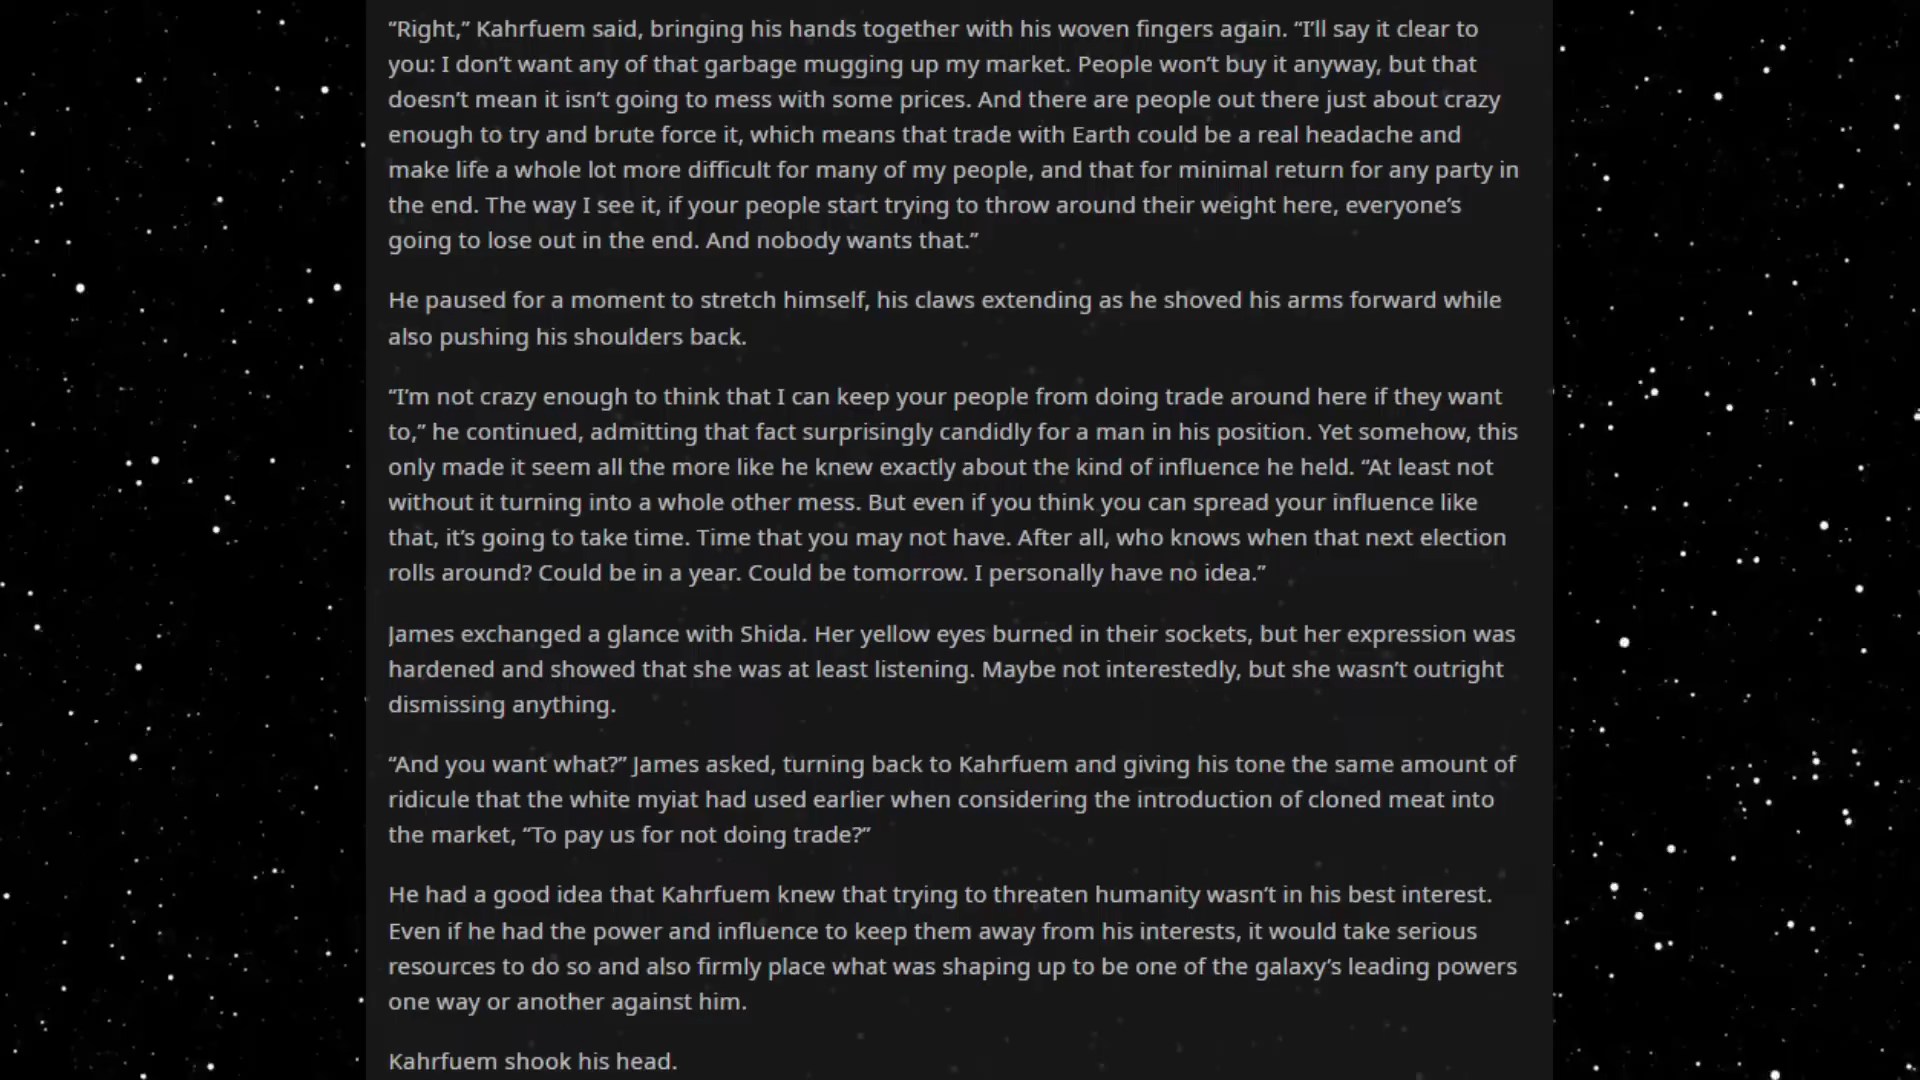 “Right,” Kahrfuem said, bringing his hands together with his woven fingers again. “I’ll say it clear to
you: I don’t want any of that garbage mugging up my market. People won’t buy it anyway, but that
doesn’t mean it isn’t going to mess with some prices. And there are people out there just about crazy
enough to try and brute force it, which means that trade with Earth could be a real headache and
make life a whole lot more difficult for many of my people, and that for minimal return for any party in
the end. The way I see it, if your people start trying to throw around their weight here, everyone’s
going to lose out in the end. And nobody wants that.”
He paused for a moment to stretch himself, his claws extending as he shoved his arms forward while
also pushing his shoulders back.
“I’m not crazy enough to think that I can keep your people from doing trade around here if they want
to,” he continued, admitting that fact surprisingly candidly for a man in his position. Yet somehow, this
only made it seem all the more like he knew exactly about the kind of influence he held. “At least not
without it turning into a whole other mess. But even if you think you can spread your influence like
that, it’s going to take time. Time that you may not have. After all, who knows when that next election
rolls around? Could be in a year. Could be tomorrow. I personally have no idea.”
James exchanged a glance with Shida. Her yellow eyes burned in their sockets, but her expression was
hardened and showed that she was at least listening. Maybe not interestedly, but she wasn’t outright
dismissing anything.
“And you want what?” James asked, turning back to Kahrfuem and giving his tone the same amount of
ridicule that the white myiat had used earlier when considering the introduction of cloned meat into
the market, “To pay us for not doing trade?”
He had a good idea that Kahrfuem knew that trying to threaten humanity wasn’t in his best interest.
Even if he had the power and influence to keep them away from his interests, it would take serious
resources to do so and also firmly place what was shaping up to be one of the galaxy’s leading powers
one way or another against him.
Kahrfuem shook his head.